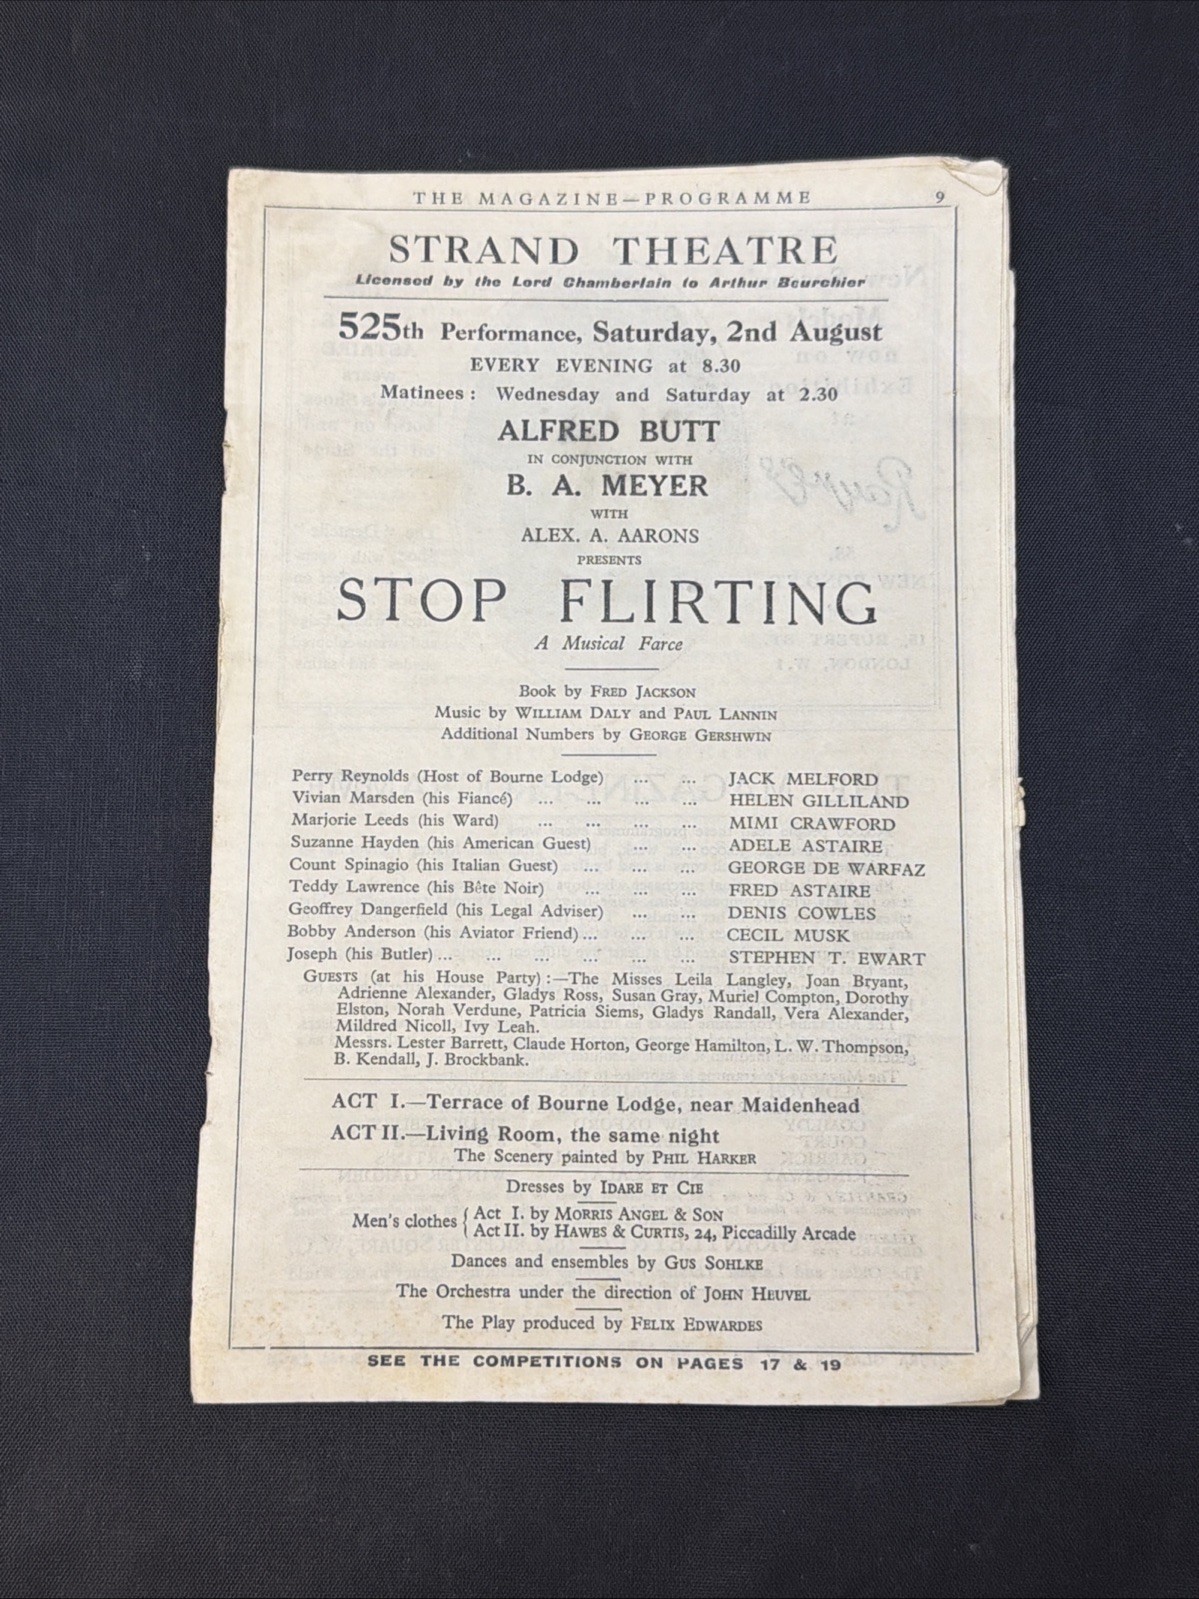 THE MAGAZINE—PROGRAMME 9
STRAND THEATRE
Licensed by the Lord Chamberlain to Arthur Bourchier
525th Performance, Saturday, 2nd August
EVERY EVENING at 8.30
Matinees: Wednesday and Saturday at 2.30
ALFRED BUTT
IN CONJUNCTION WITH
B. A. MEYER
WITH
ALEX. A. AARONS
PRESENTS
STOP FLIRTING
A Musical Farce
Book by FRED JACKSON
Music by WILLIAM DALY and PAUL LANNIN
Additional Numbers by GEORGE GERSHWIN
Perry Reynolds (Host of Bourne Lodge) ... ... JACK MELFORD
Vivian Marsden (his Fiancé) ... ... ... ... HELEN GILLILAND
Marjorie Leeds (his Ward) ... ... ... ... MIMI CRAWFORD
Suzanne Hayden (his American Guest) ... ... ADELE ASTAIRE
Count Spinagio (his Italian Guest) ... ... ... GEORGE DE WARFAZ
Teddy Lawrence (his Bête Noir) ... ... ... FRED ASTAIRE
Geoffrey Dangerfield (his Legal Adviser) ... ... DENIS COWLES
Bobby Anderson (his Aviator Friend)... ... ... CECIL MUSK
Joseph (his Butler)... ... ... ... ... ... STEPHEN T. EWART
GUESTS (at his House Party):—The Misses Leila Langley, Joan Bryant,
Adrienne Alexander, Gladys Ross, Susan Gray, Muriel Compton, Dorothy
Elston, Norah Verdune, Patricia Siems, Gladys Randall, Vera Alexander,
Mildred Nicoll, Ivy Leah.
Messrs. Lester Barrett, Claude Horton, George Hamilton, L. W. Thompson,
B. Kendall, J. Brockbank.
ACT I.—Terrace of Bourne Lodge, near Maidenhead
ACT II.—Living Room, the same night
The Scenery painted by PHIL HARKER
Dresses by IDARE ET CIE
Men's clothes { Act I. by MORRIS ANGEL & SON
Act II. by HAWES & CURTIS, 24, Piccadilly Arcade
Dances and ensembles by GUS SOHLKE
The Orchestra under the direction of JOHN HEUVEL
The Play produced by FELIX EDWARDES
SEE THE COMPETITIONS ON PAGES 17 & 19